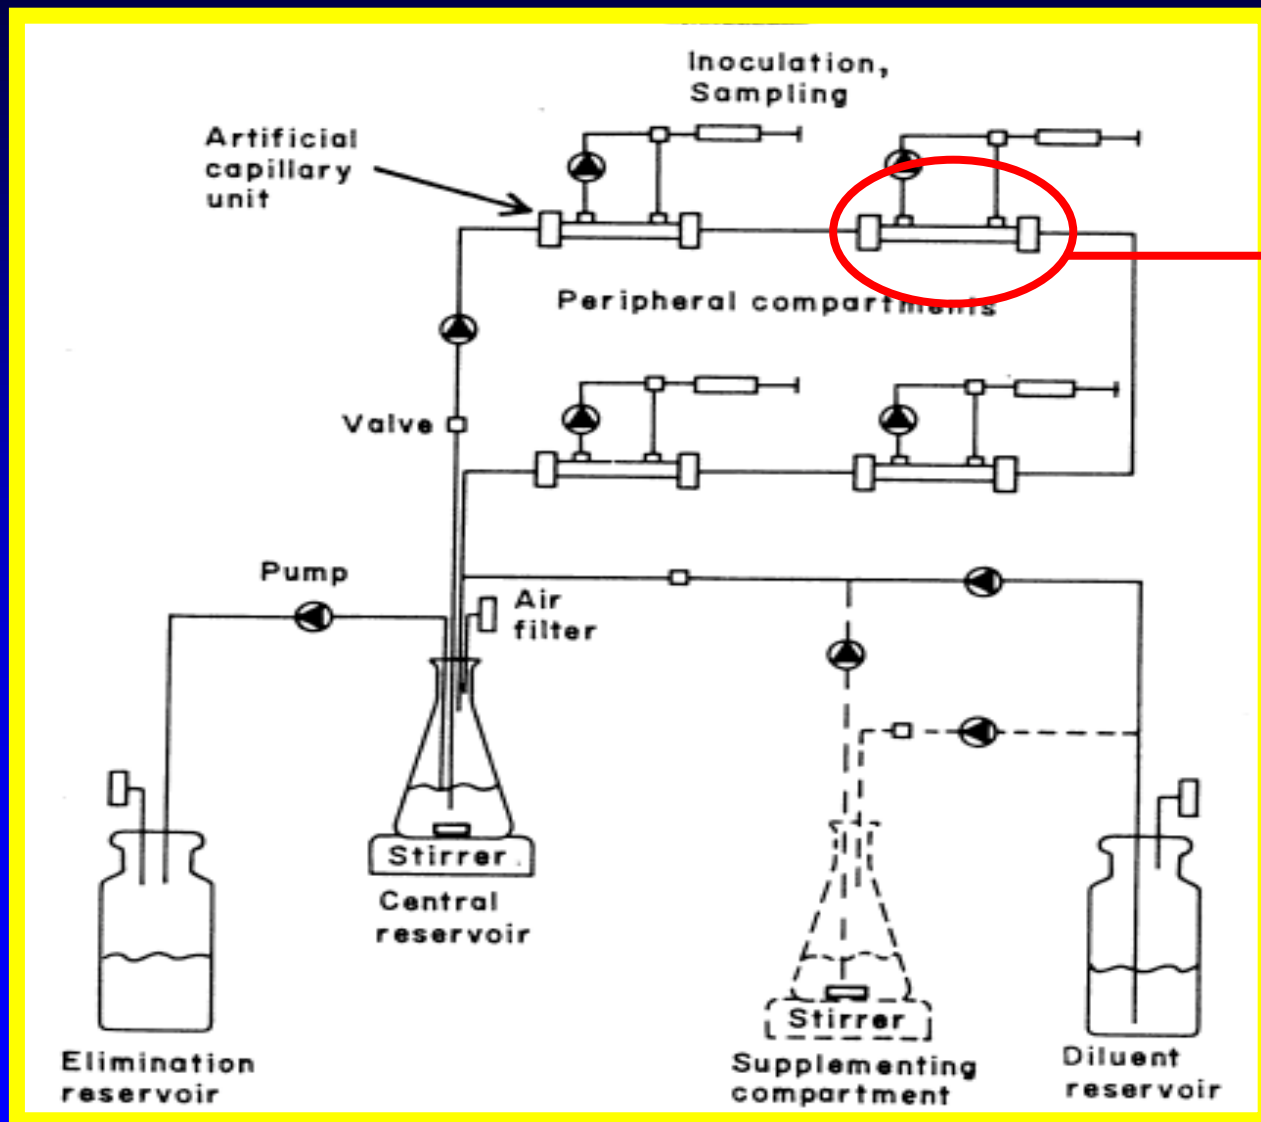 Inoculation,
Sampling
Artificial
capillary
unit
Peripheral compartments
Valve
Pump
Air
filter
Stirrer
Central
reservoir
Stirrer
Elimination
reservoir
Supplementing
compartment
Diluent
reservoir